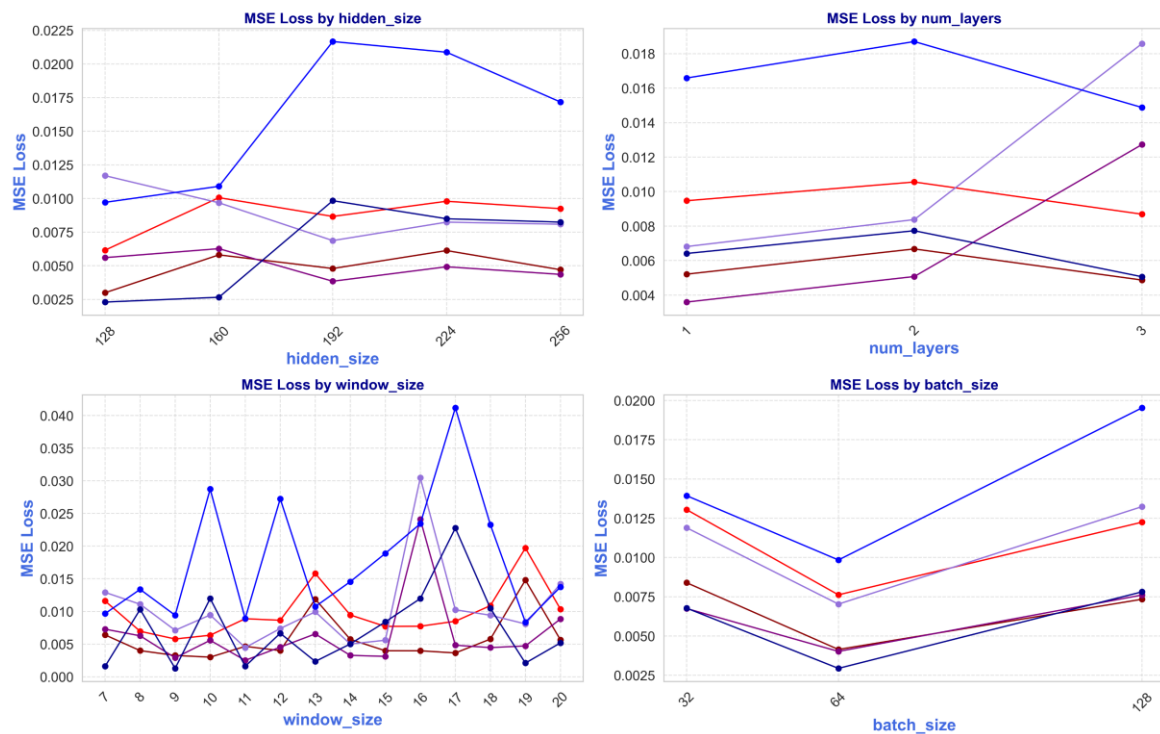 MSE Loss by hidden_size
MSE Loss
0.0225
0.0200
0.0175
0.0150
0.0125
0.0100
0.0075
0.0050
0.0025
128 160 192 224 256
hidden_size
MSE Loss by num_layers
MSE Loss
0.018
0.016
0.014
0.012
0.010
0.008
0.006
0.004
1 2 3
num_layers
MSE Loss by window_size
MSE Loss
0.040
0.035
0.030
0.025
0.020
0.015
0.010
0.005
0.000
7 8 9 10 11 12 13 14 15 16 17 18 19 20
window_size
MSE Loss by batch_size
MSE Loss
0.0200
0.0175
0.0150
0.0125
0.0100
0.0075
0.0050
0.0025
32 64 128
batch_size